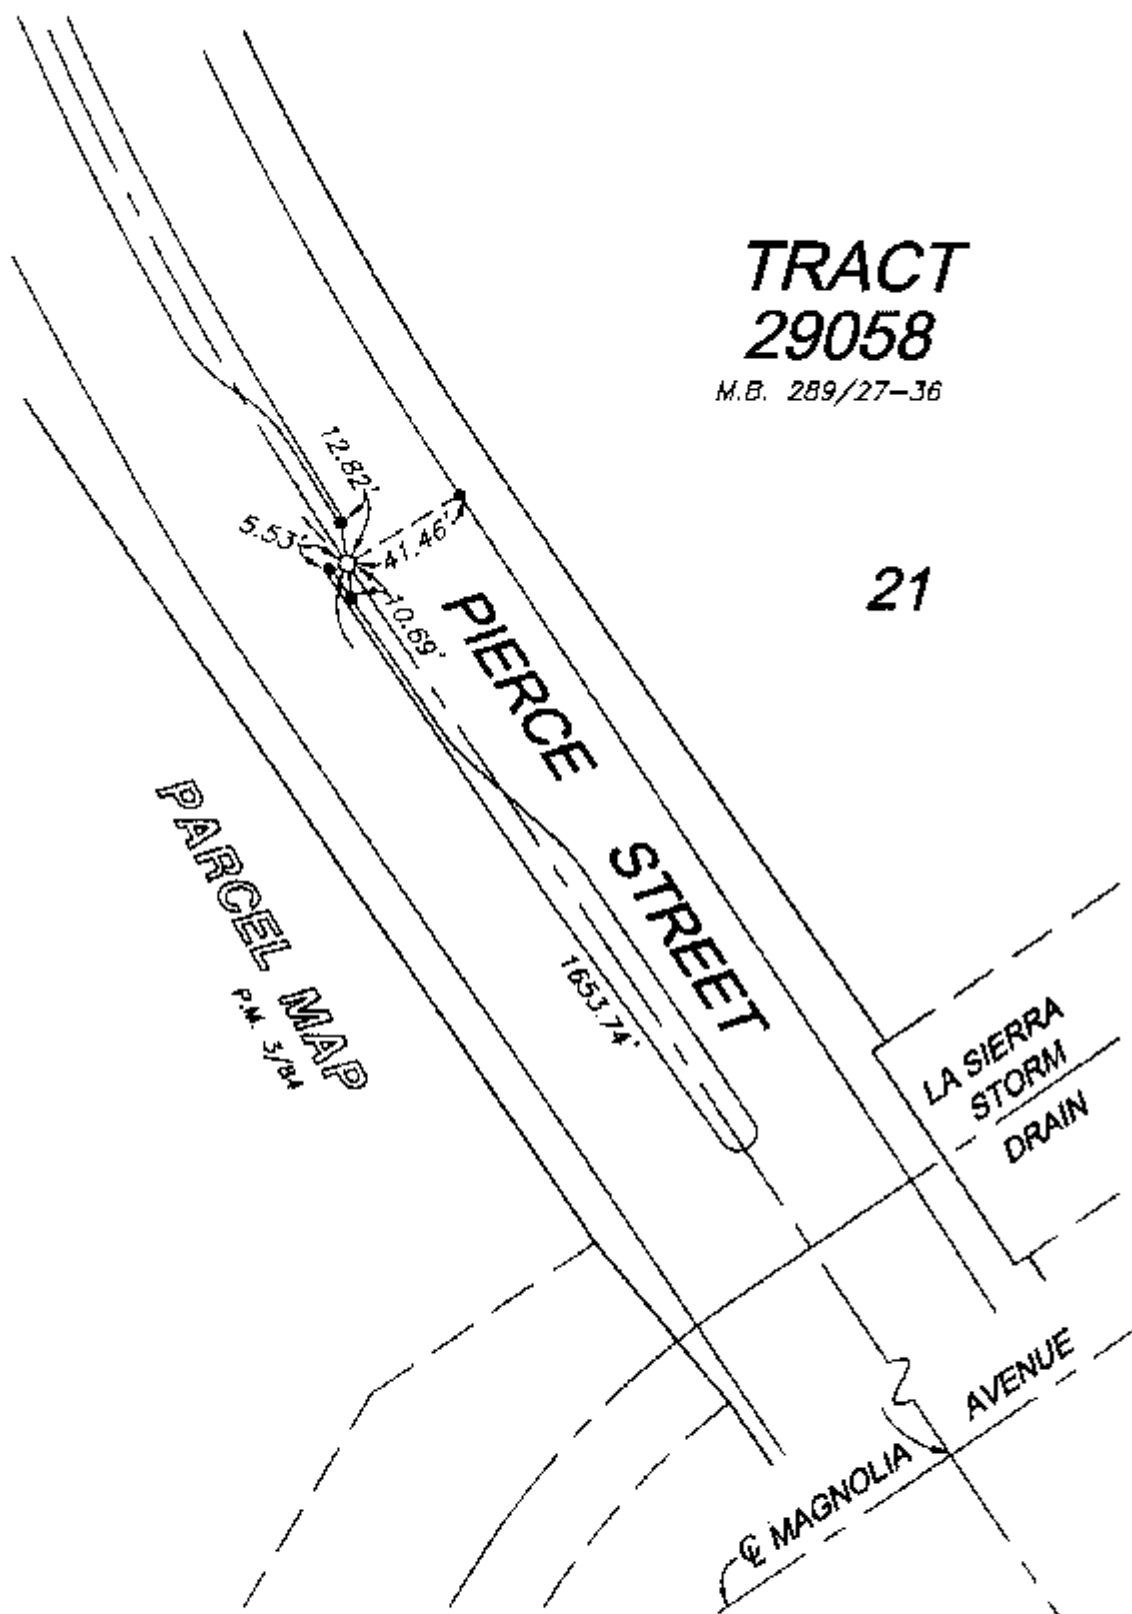 TRACT
29058
M.B. 289/27-36
12.82'
5.53'
41.46'
21
10.69'
PIERCE STREET
PARCEL MAP
P.M. 3/84
1653.74'
LA SIERRA
STORM
DRAIN
℄ MAGNOLIA AVENUE